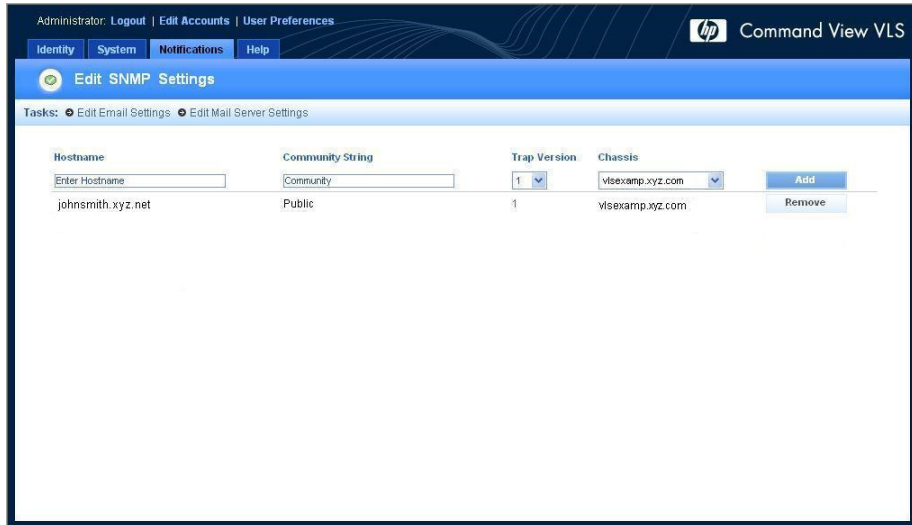 Administrator: Logout | Edit Accounts | User Preferences
hp Command View VLS
Identity System Notifications Help
Edit SNMP Settings
Tasks: Edit Email Settings Edit Mail Server Settings
Hostname Community String Trap Version Chassis
Enter Hostname Community 1 vlsexamp.xyz.com Add
johnsmith.xyz.net Public 1 vlsexamp.xyz.com Remove